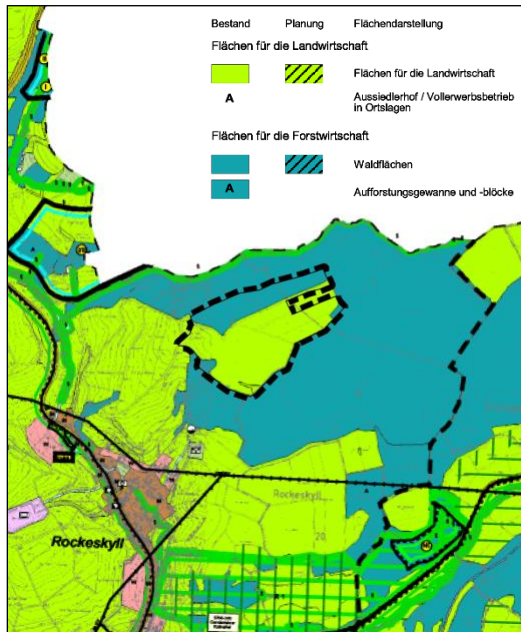 Bestand Planung Flächendarstellung
Flächen für die Landwirtschaft
Flächen für die Landwirtschaft
A Aussiedlerhof / Vollerwerbsbetrieb
in Ortslagen
Flächen für die Forstwirtschaft
Waldflächen
A Aufforstungsgewanne und -blöcke
Rockeskyll
Rockeskyll
20